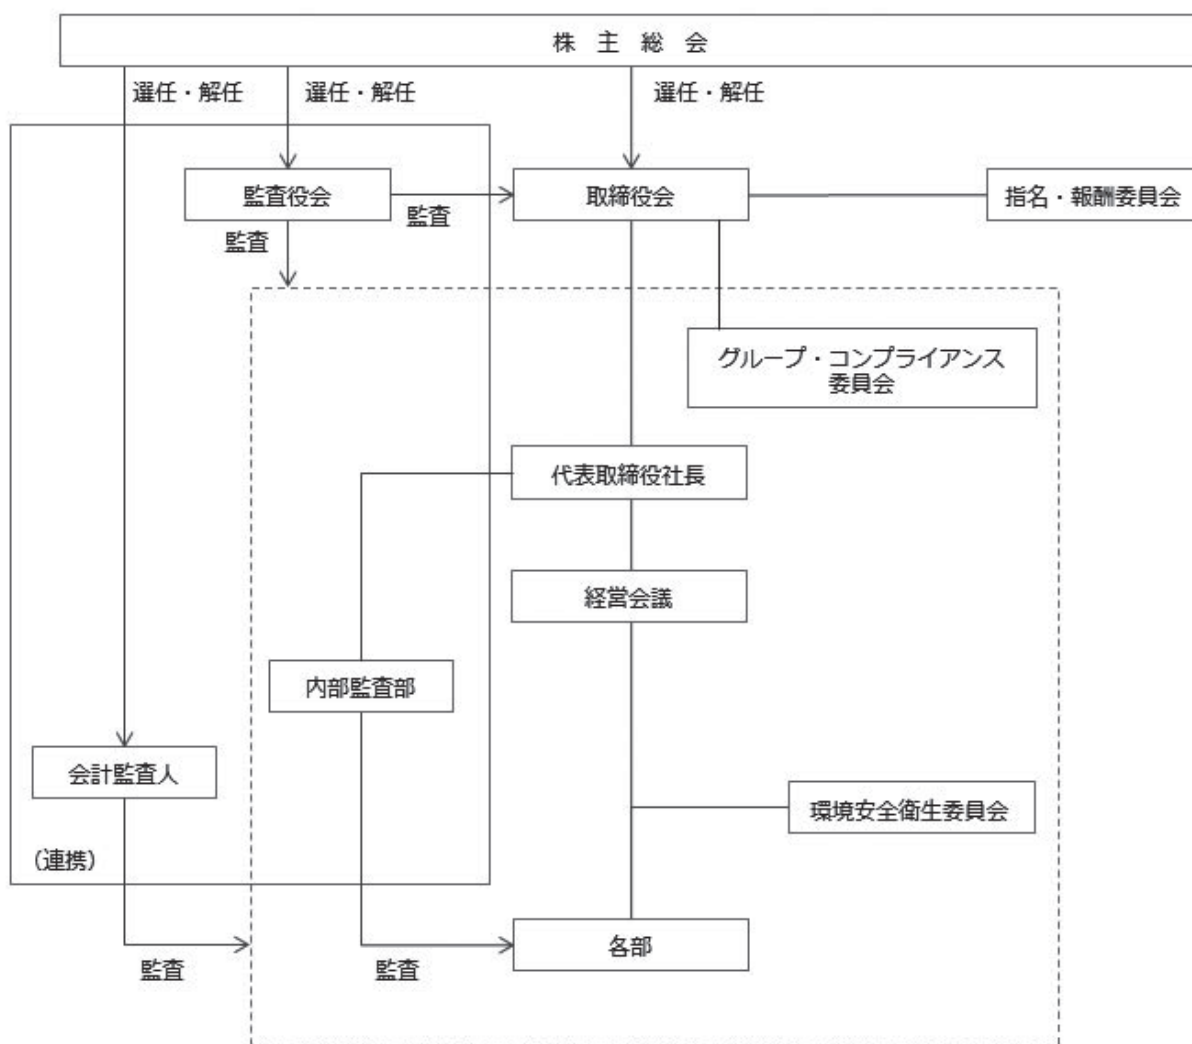 株 主 総 会
選任・解任
選任・解任
選任・解任
監査役会
監査
取締役会
指名・報酬委員会
監査
グループ・コンプライアンス
委員会
代表取締役社長
経営会議
内部監査部
会計監査人
環境安全衛生委員会
(連携)
各部
監査
監査